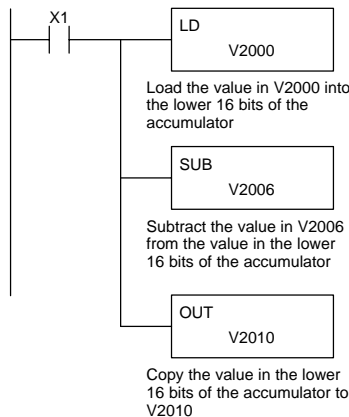 X1
LD
V2000
Load the value in V2000 into
the lower 16 bits of the
accumulator
SUB
V2006
Subtract the value in V2006
from the value in the lower
16 bits of the accumulator
OUT
V2010
Copy the value in the lower
16 bits of the accumulator to
V2010